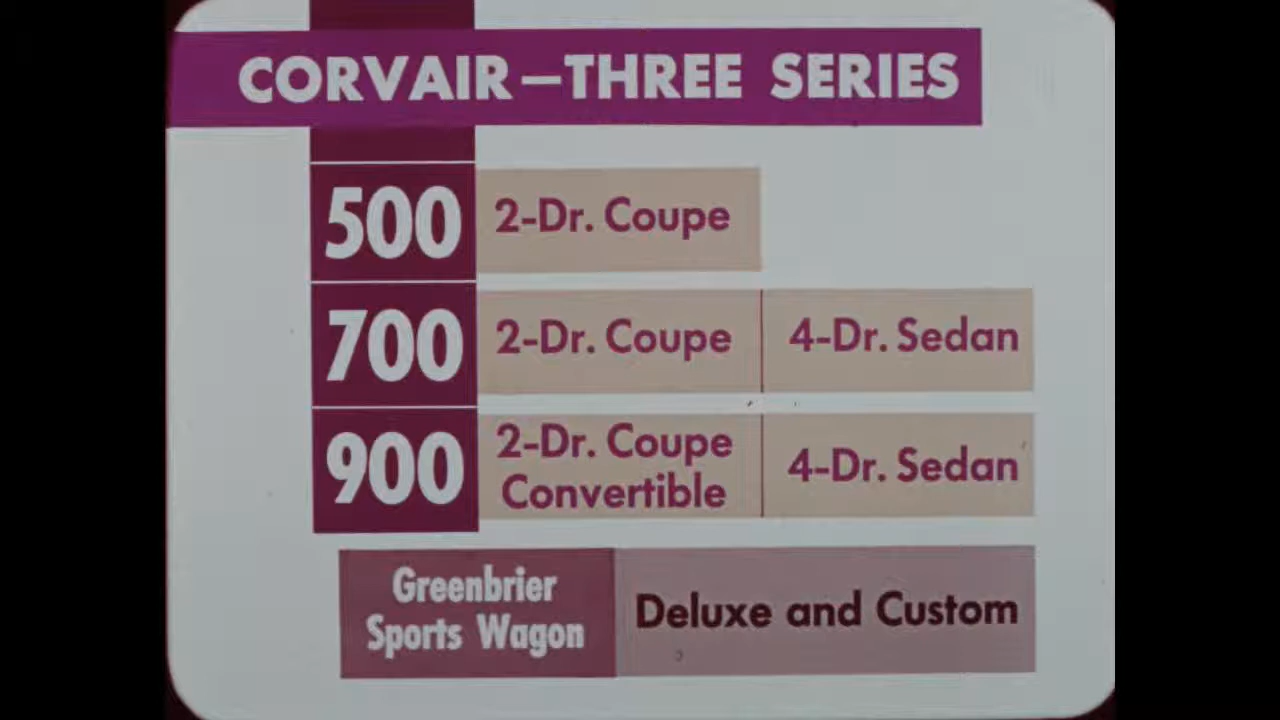 CORVAIR—THREE SERIES
500 2-Dr. Coupe
700 2-Dr. Coupe 4-Dr. Sedan
900 2-Dr. Coupe 4-Dr. Sedan
Convertible
Greenbrier
Sports Wagon
Deluxe and Custom